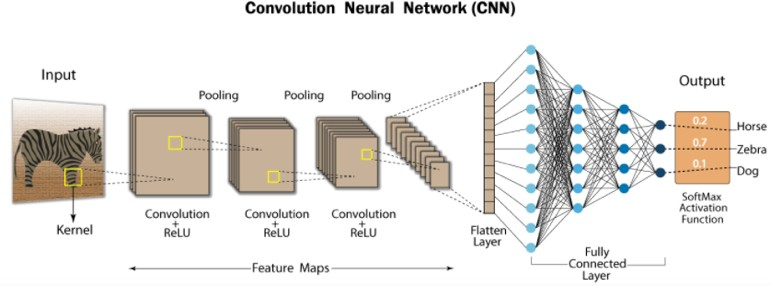 Convolution Neural Network (CNN)
Input
Kernel
Pooling
Pooling
Pooling
Convolution
+
ReLU
Convolution
+
ReLU
Convolution
+
ReLU
Feature Maps
Flatten
Layer
Fully
Connected
Layer
Output
0.2
0.7
0.1
Horse
Zebra
Dog
SoftMax
Activation
Function